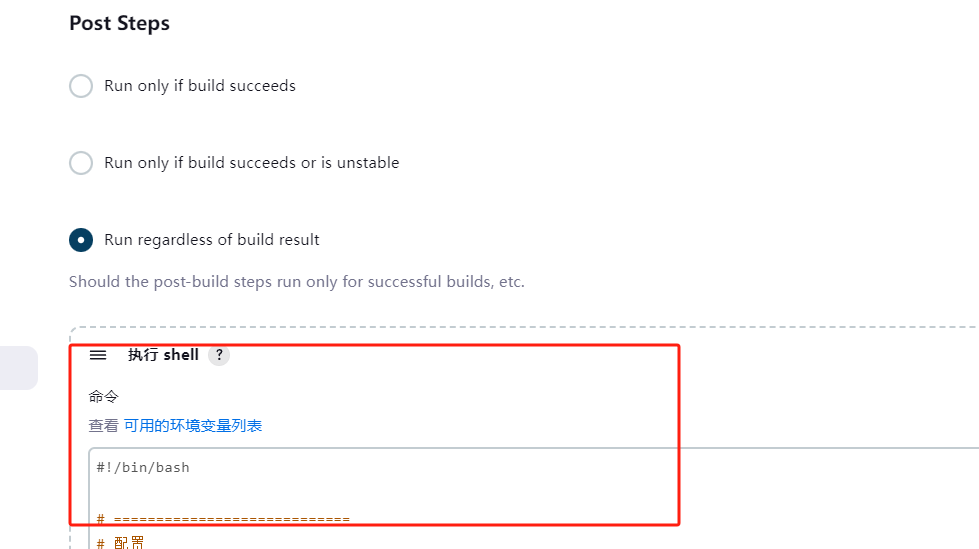 Post Steps
Run only if build succeeds
Run only if build succeeds or is unstable
Run regardless of build result
Should the post-build steps run only for successful builds, etc.
执行 shell ?
命令
查看 可用的环境变量列表
#!/bin/bash
# ============================
# 配置